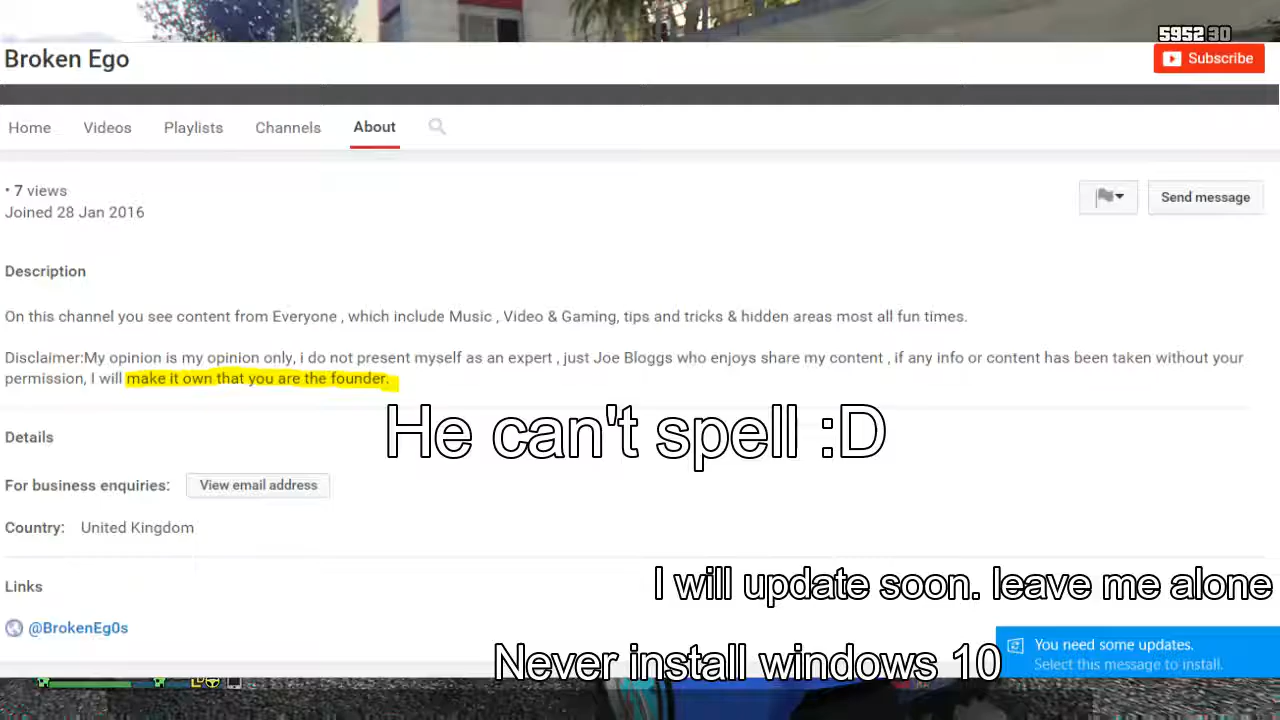 5952 30
Broken Ego
Subscribe
Home Videos Playlists Channels About
• 7 views
Joined 28 Jan 2016
Send message
Description
On this channel you see content from Everyone , which include Music , Video & Gaming, tips and tricks & hidden areas most all fun times.
Disclaimer:My opinion is my opinion only, i do not present myself as an expert , just Joe Bloggs who enjoys share my content , if any info or content has been taken without your
permission, I will make it own that you are the founder.
He can't spell :D
Details
For business enquiries: View email address
Country: United Kingdom
Links
I will update soon. leave me alone
@BrokenEg0s
You need some updates.
Never install windows 10
Select this message to install.